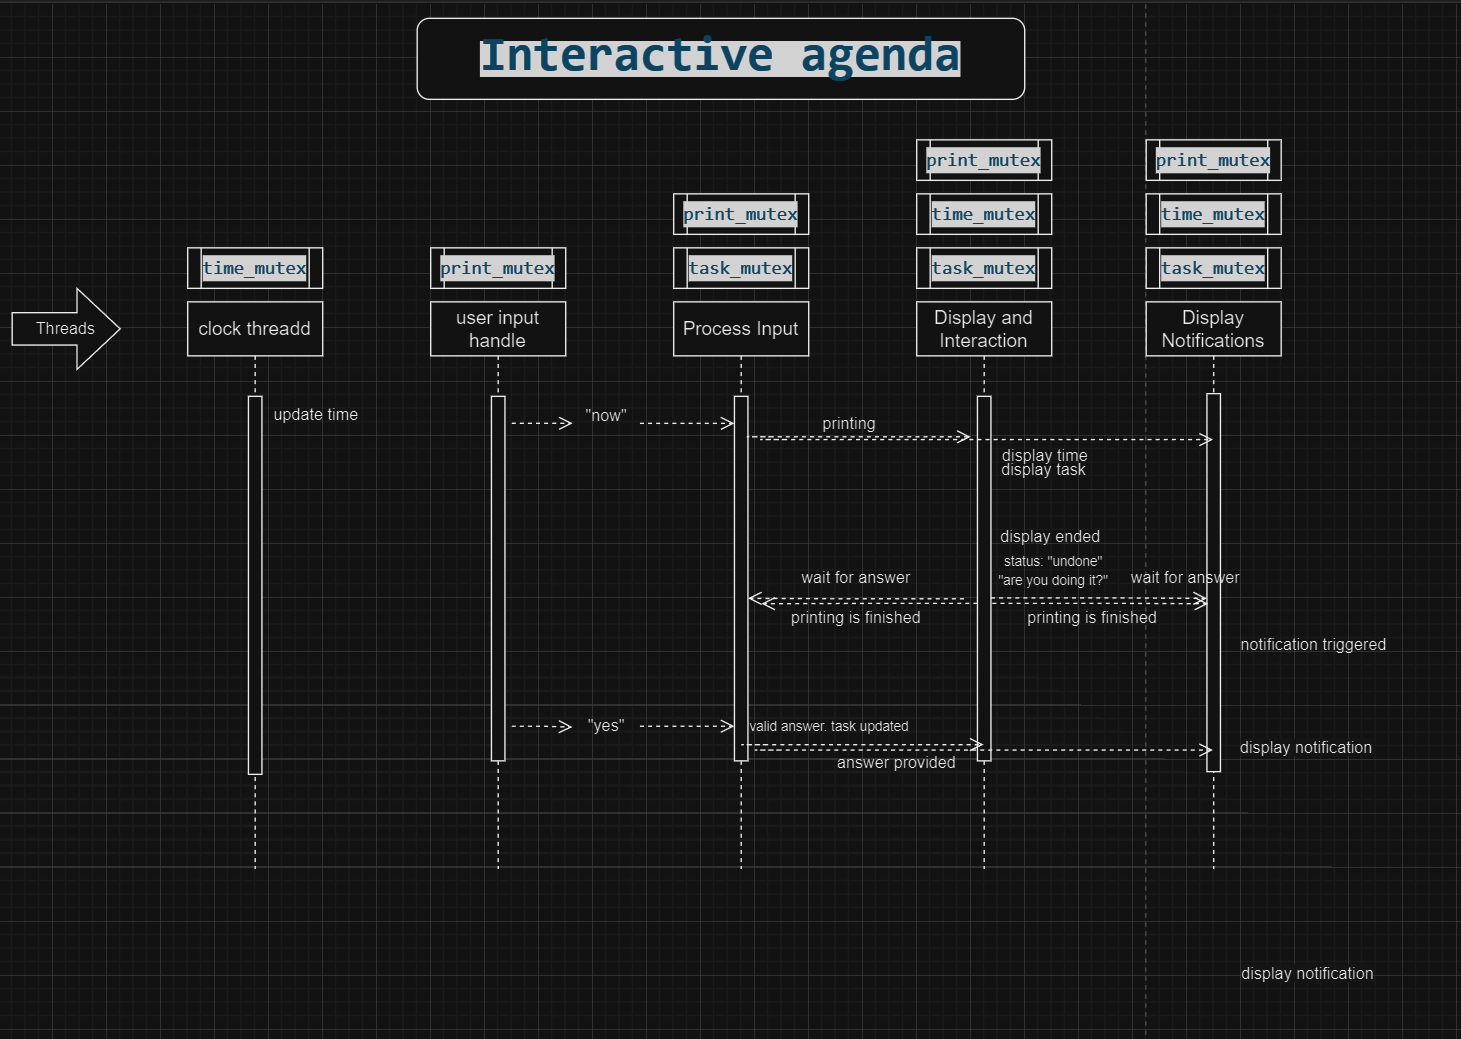 Interactive agenda
print_mutex
print_mutex
print_mutex
time_mutex
time_mutex
time_mutex
print_mutex
task_mutex
task_mutex
task_mutex
Threads
clock threadd
user input
handle
Process Input
Display and
Interaction
Display
Notifications
update time
"now"
printing
display time
display task
display ended
status: "undone"
"are you doing it?"
wait for answer
wait for answer
printing is finished
printing is finished
notification triggered
"yes"
valid answer. task updated
answer provided
display notification
display notification